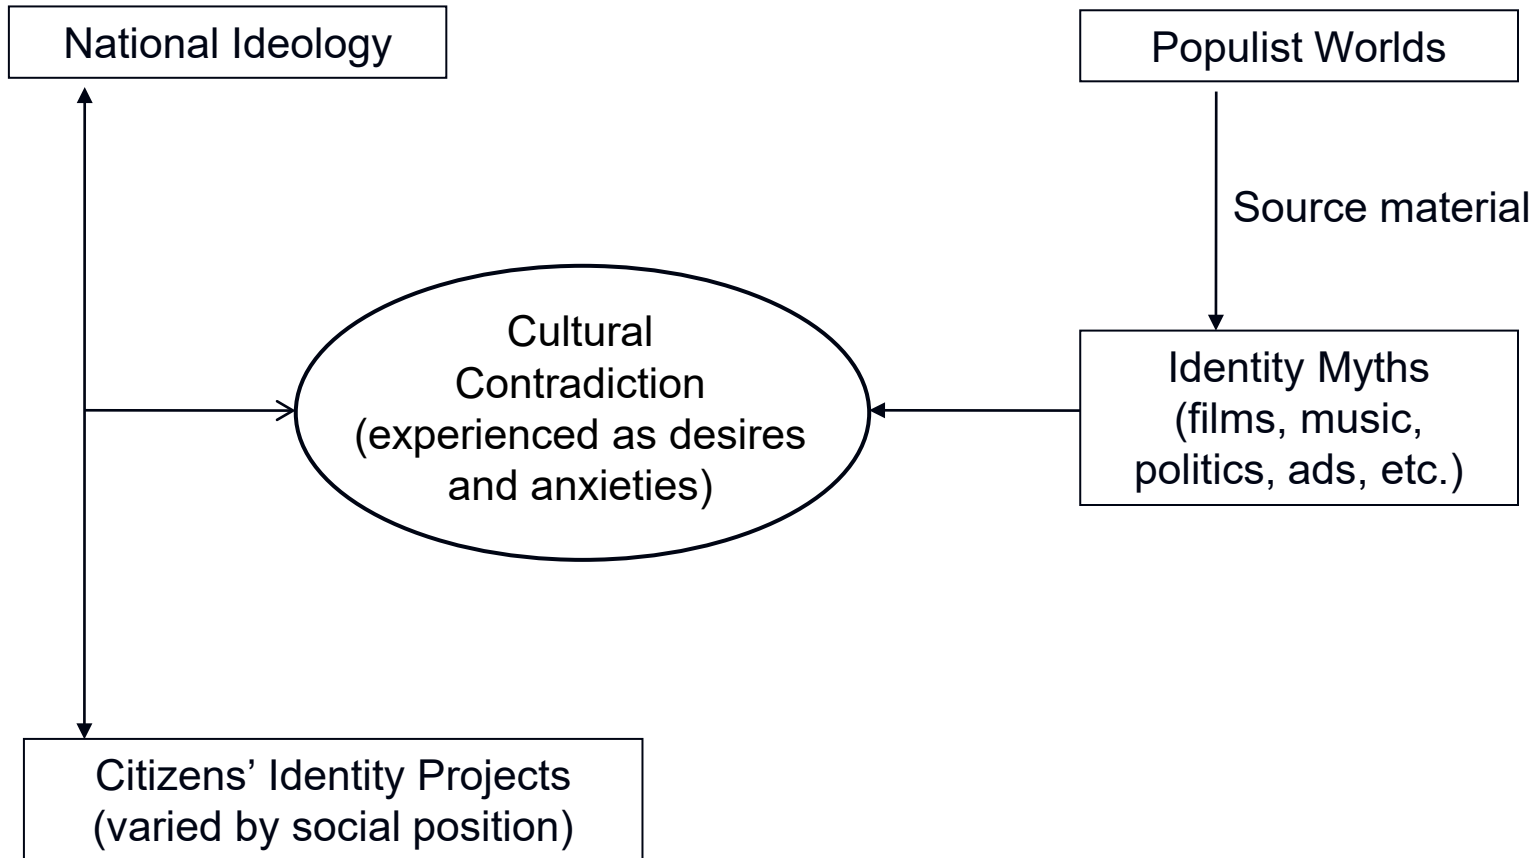 National Ideology
Populist Worlds
Source material
Cultural
Contradiction
(experienced as desires
and anxieties)
Identity Myths
(films, music,
politics, ads, etc.)
Citizens’ Identity Projects
(varied by social position)